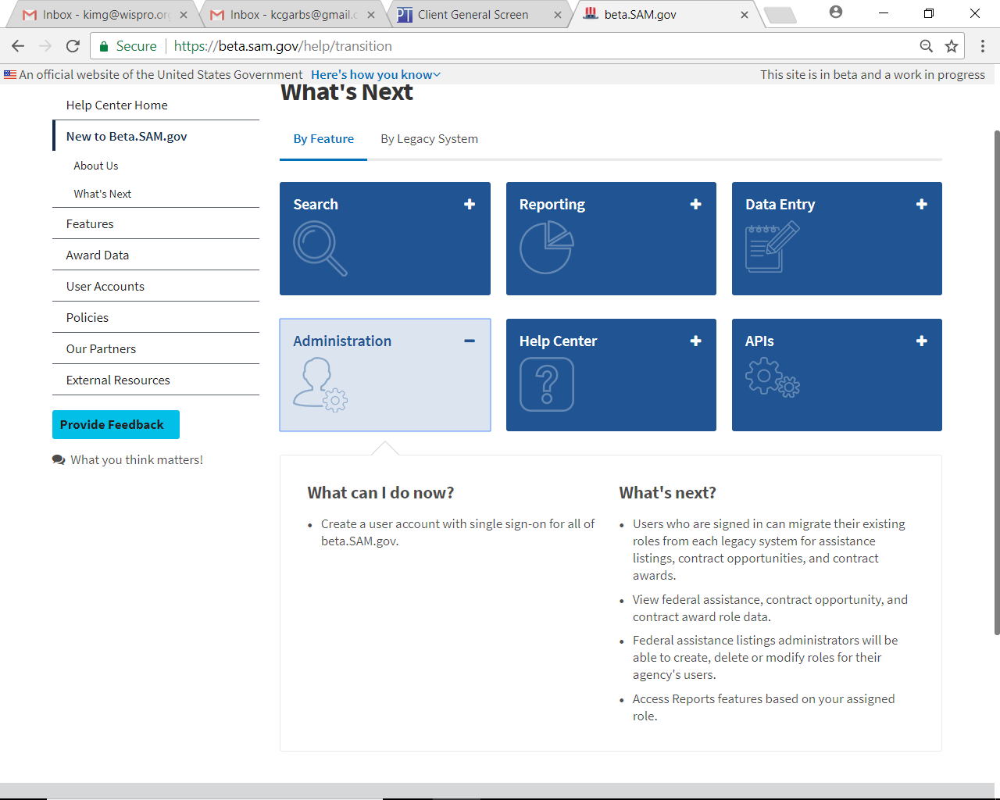 Inbox - kimg@wispro.org
Inbox - kcgarbs@gmail.c
PT Client General Screen
beta.SAM.gov
Secure https://beta.sam.gov/help/transition
An official website of the United States Government Here's how you know
This site is in beta and a work in progress
Help Center Home
New to Beta.SAM.gov
About Us
What's Next
Features
Award Data
User Accounts
Policies
Our Partners
External Resources
Provide Feedback
What you think matters!
What's Next
By Feature By Legacy System
Search + Reporting + Data Entry +
Administration − Help Center + APIs +
?
What can I do now?
• Create a user account with single sign-on for all of
beta.SAM.gov.
What's next?
• Users who are signed in can migrate their existing
roles from each legacy system for assistance
listings, contract opportunities, and contract
awards.
• View federal assistance, contract opportunity, and
contract award role data.
• Federal assistance listings administrators will be
able to create, delete or modify roles for their
agency's users.
• Access Reports features based on your assigned
role.